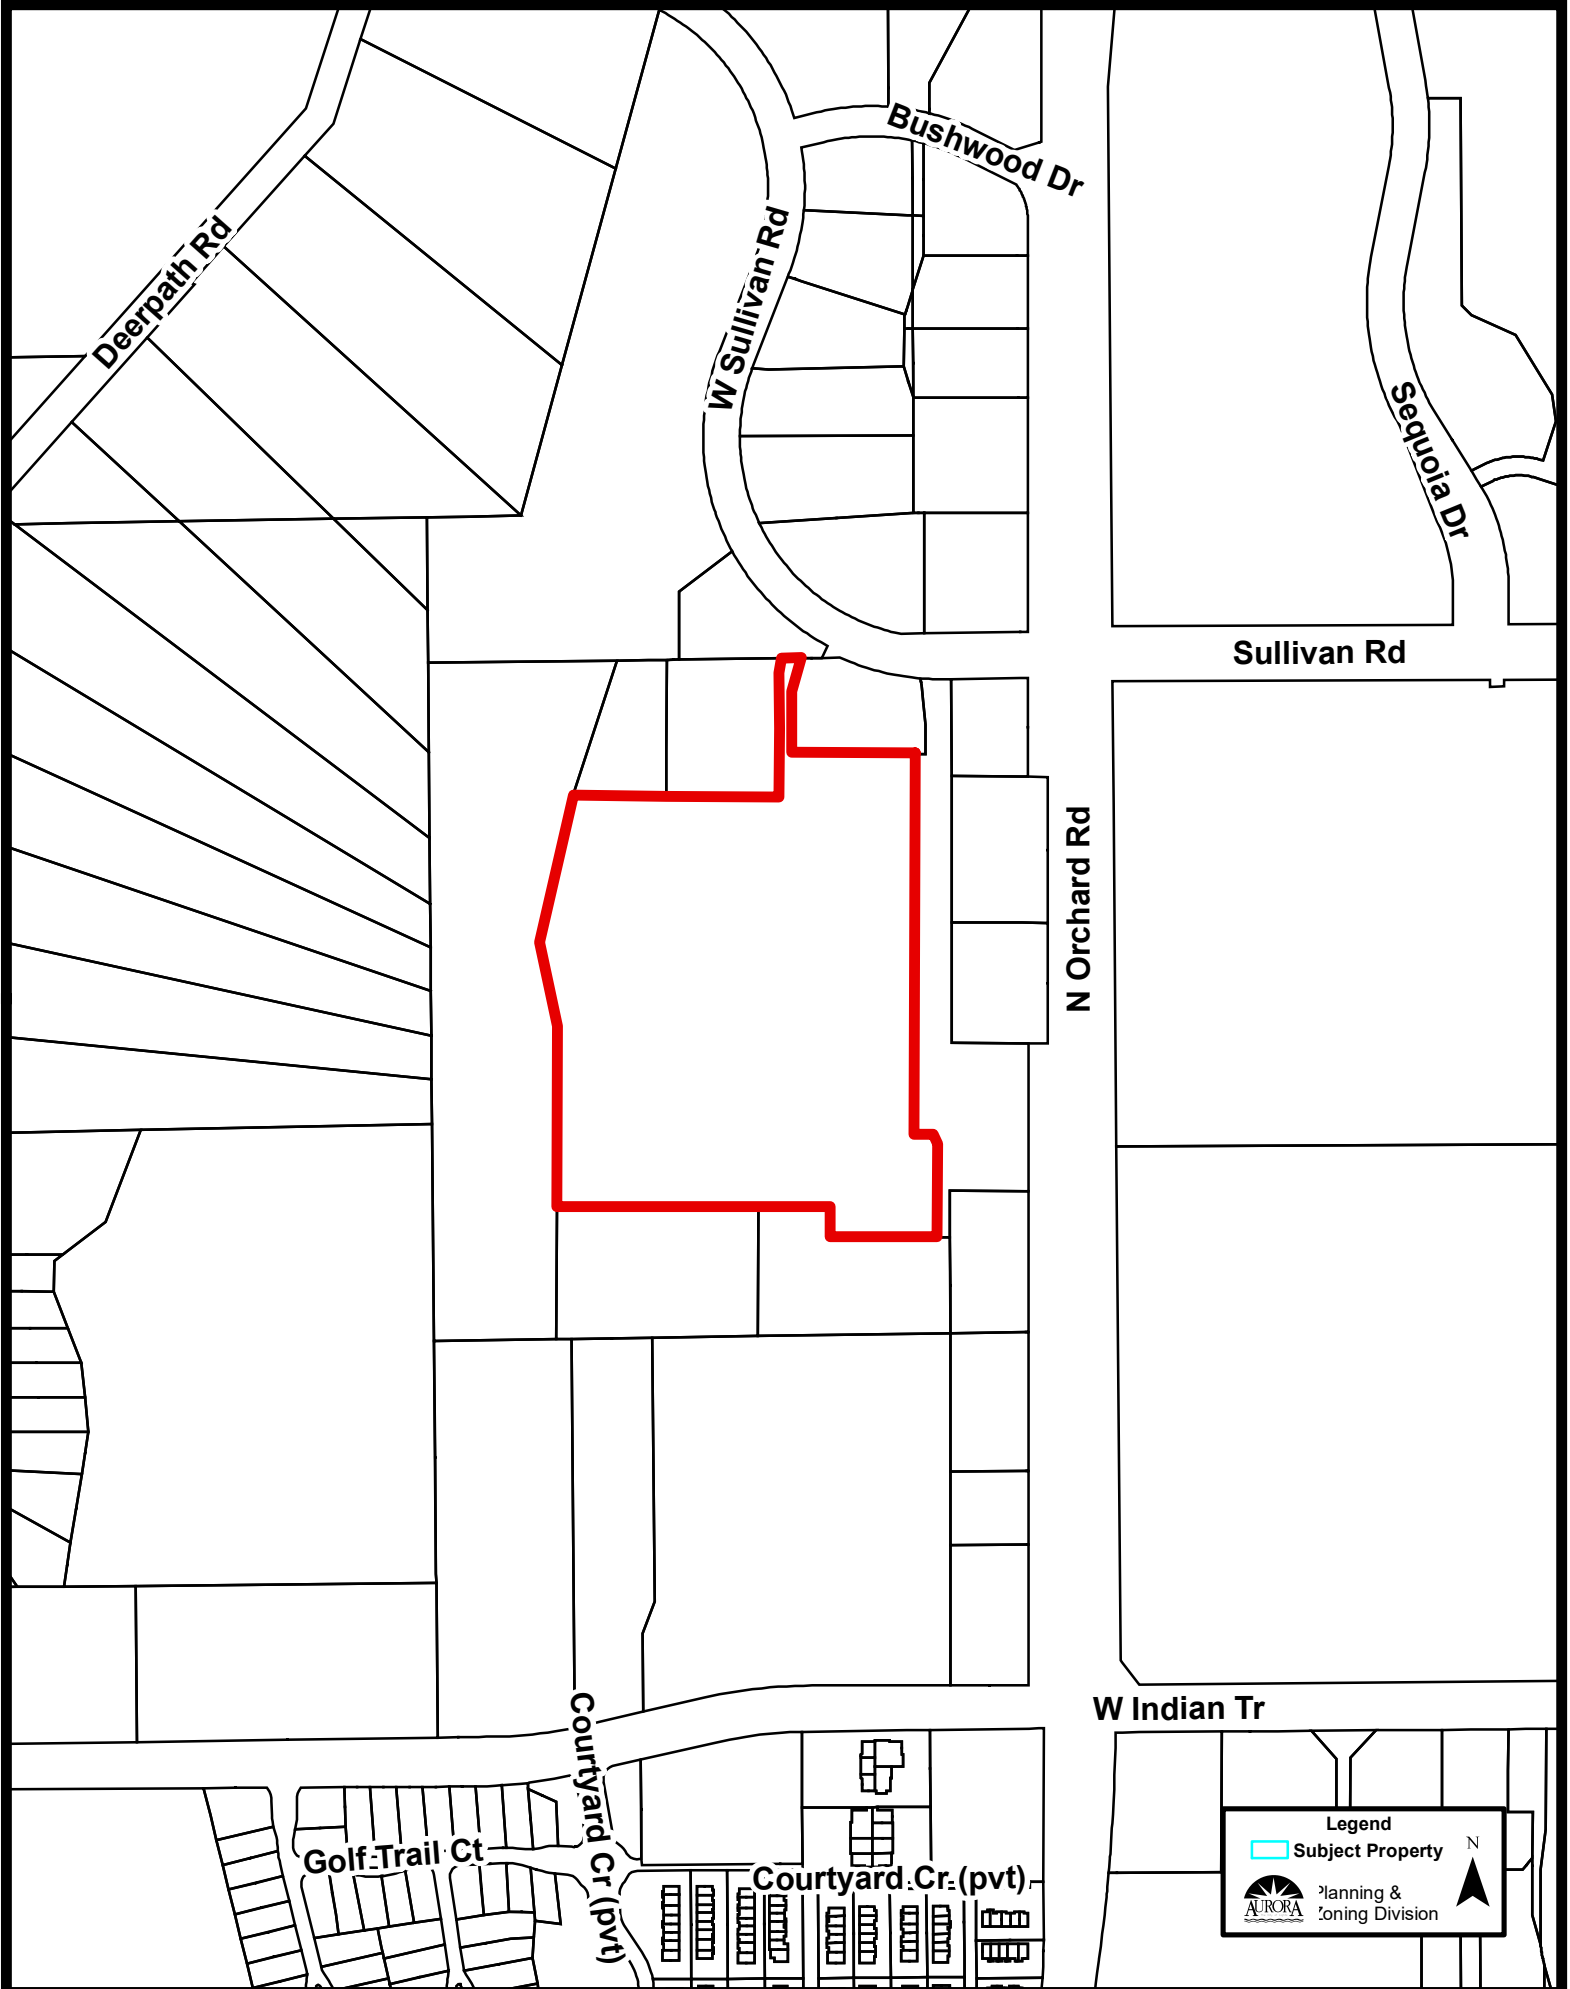 Bushwood Dr
Deerpath Rd
W Sullivan Rd
Sequoia Dr
Sullivan Rd
N Orchard Rd
W Indian Tr
Courtyard Cr (pvt)
Golf Trail Ct
Courtyard Cr (pvt)
Legend
Subject Property
N
AURORA
Planning &
Zoning Division